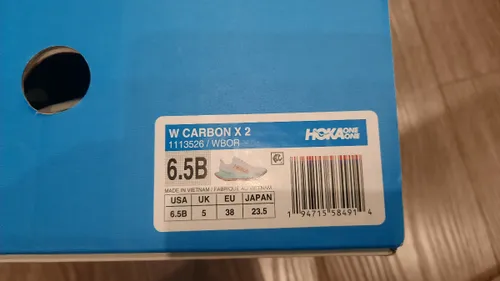 W CARBON X 2
1113526 / WBOR
HOKA ONE ONE
6.5B
MADE IN VIETNAM / FABRIQUÉ AU VIETNAM
USA UK EU JAPAN
6.5B 5 38 23.5
1 94715 58491 4